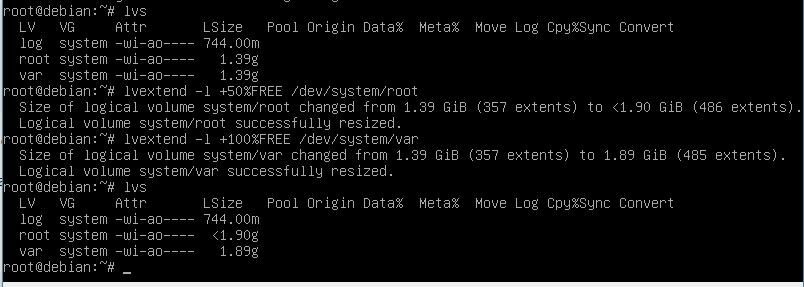 root@debian:~# lvs
  LV   VG     Attr       LSize   Pool Origin Data%  Meta%  Move Log Cpy%Sync Convert
  log  system -wi-ao---- 744.00m
  root system -wi-ao----   1.39g
  var  system -wi-ao----   1.39g
root@debian:~# lvextend -l +50%FREE /dev/system/root
  Size of logical volume system/root changed from 1.39 GiB (357 extents) to <1.90 GiB (486 extents).
  Logical volume system/root successfully resized.
root@debian:~# lvextend -l +100%FREE /dev/system/var
  Size of logical volume system/var changed from 1.39 GiB (357 extents) to 1.89 GiB (485 extents).
  Logical volume system/var successfully resized.
root@debian:~# lvs
  LV   VG     Attr       LSize   Pool Origin Data%  Meta%  Move Log Cpy%Sync Convert
  log  system -wi-ao---- 744.00m
  root system -wi-ao----  <1.90g
  var  system -wi-ao----   1.89g
root@debian:~# _